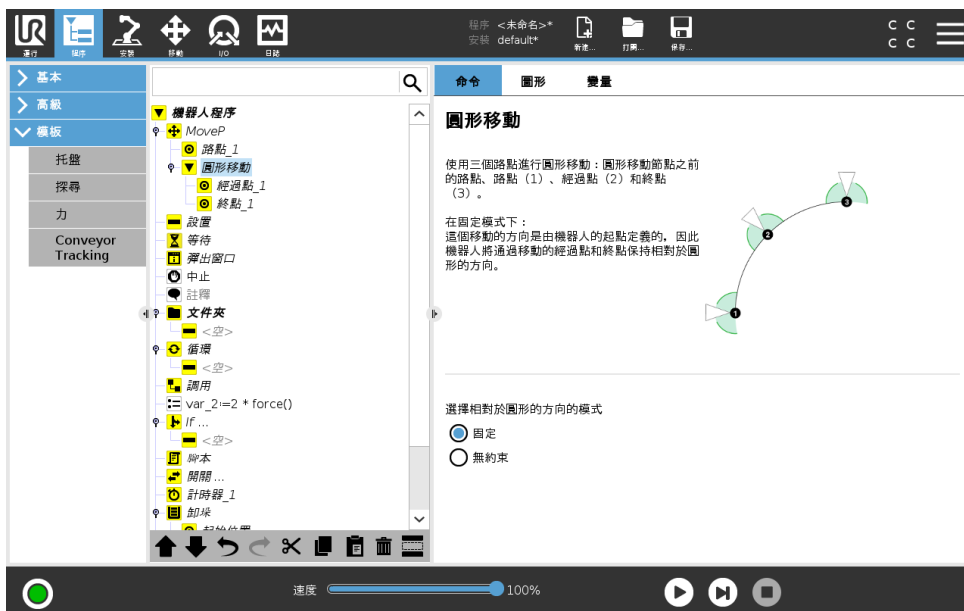 UR
運行
程序
安裝
移動
I/O
日誌
程序 <未命名>*
安裝 default*
新建...
打開...
保存...
C C
C C
基本
高級
模板
托盤
探尋
力
Conveyor
Tracking
機器人程序
MoveP
路點_1
圓形移動
經過點_1
終點_1
設置
等待
彈出窗口
中止
註釋
文件夾
<空>
循環
<空>
調用
var_2:=2 * force()
If ...
<空>
腳本
開關 ...
計時器_1
卸垛
起始位置
命令
圖形
變量
圓形移動
使用三個路點進行圓形移動：圓形移動節點之前
的路點、路點（1）、經過點（2）和終點
（3）。
在固定模式下：
這個移動的方向是由機器人的起點定義的，因此
機器人將通過移動的經過點和終點保持相對於圓
形的方向。
1
2
3
選擇相對於圓形的方向的模式
固定
無約束
速度
100%